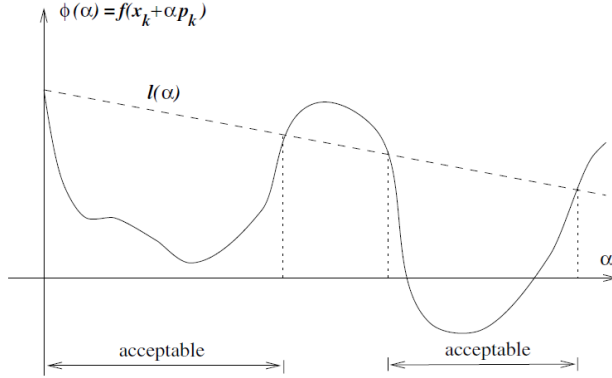 ϕ(α) = f(x_k + αp_k)
l(α)
α
acceptable
acceptable